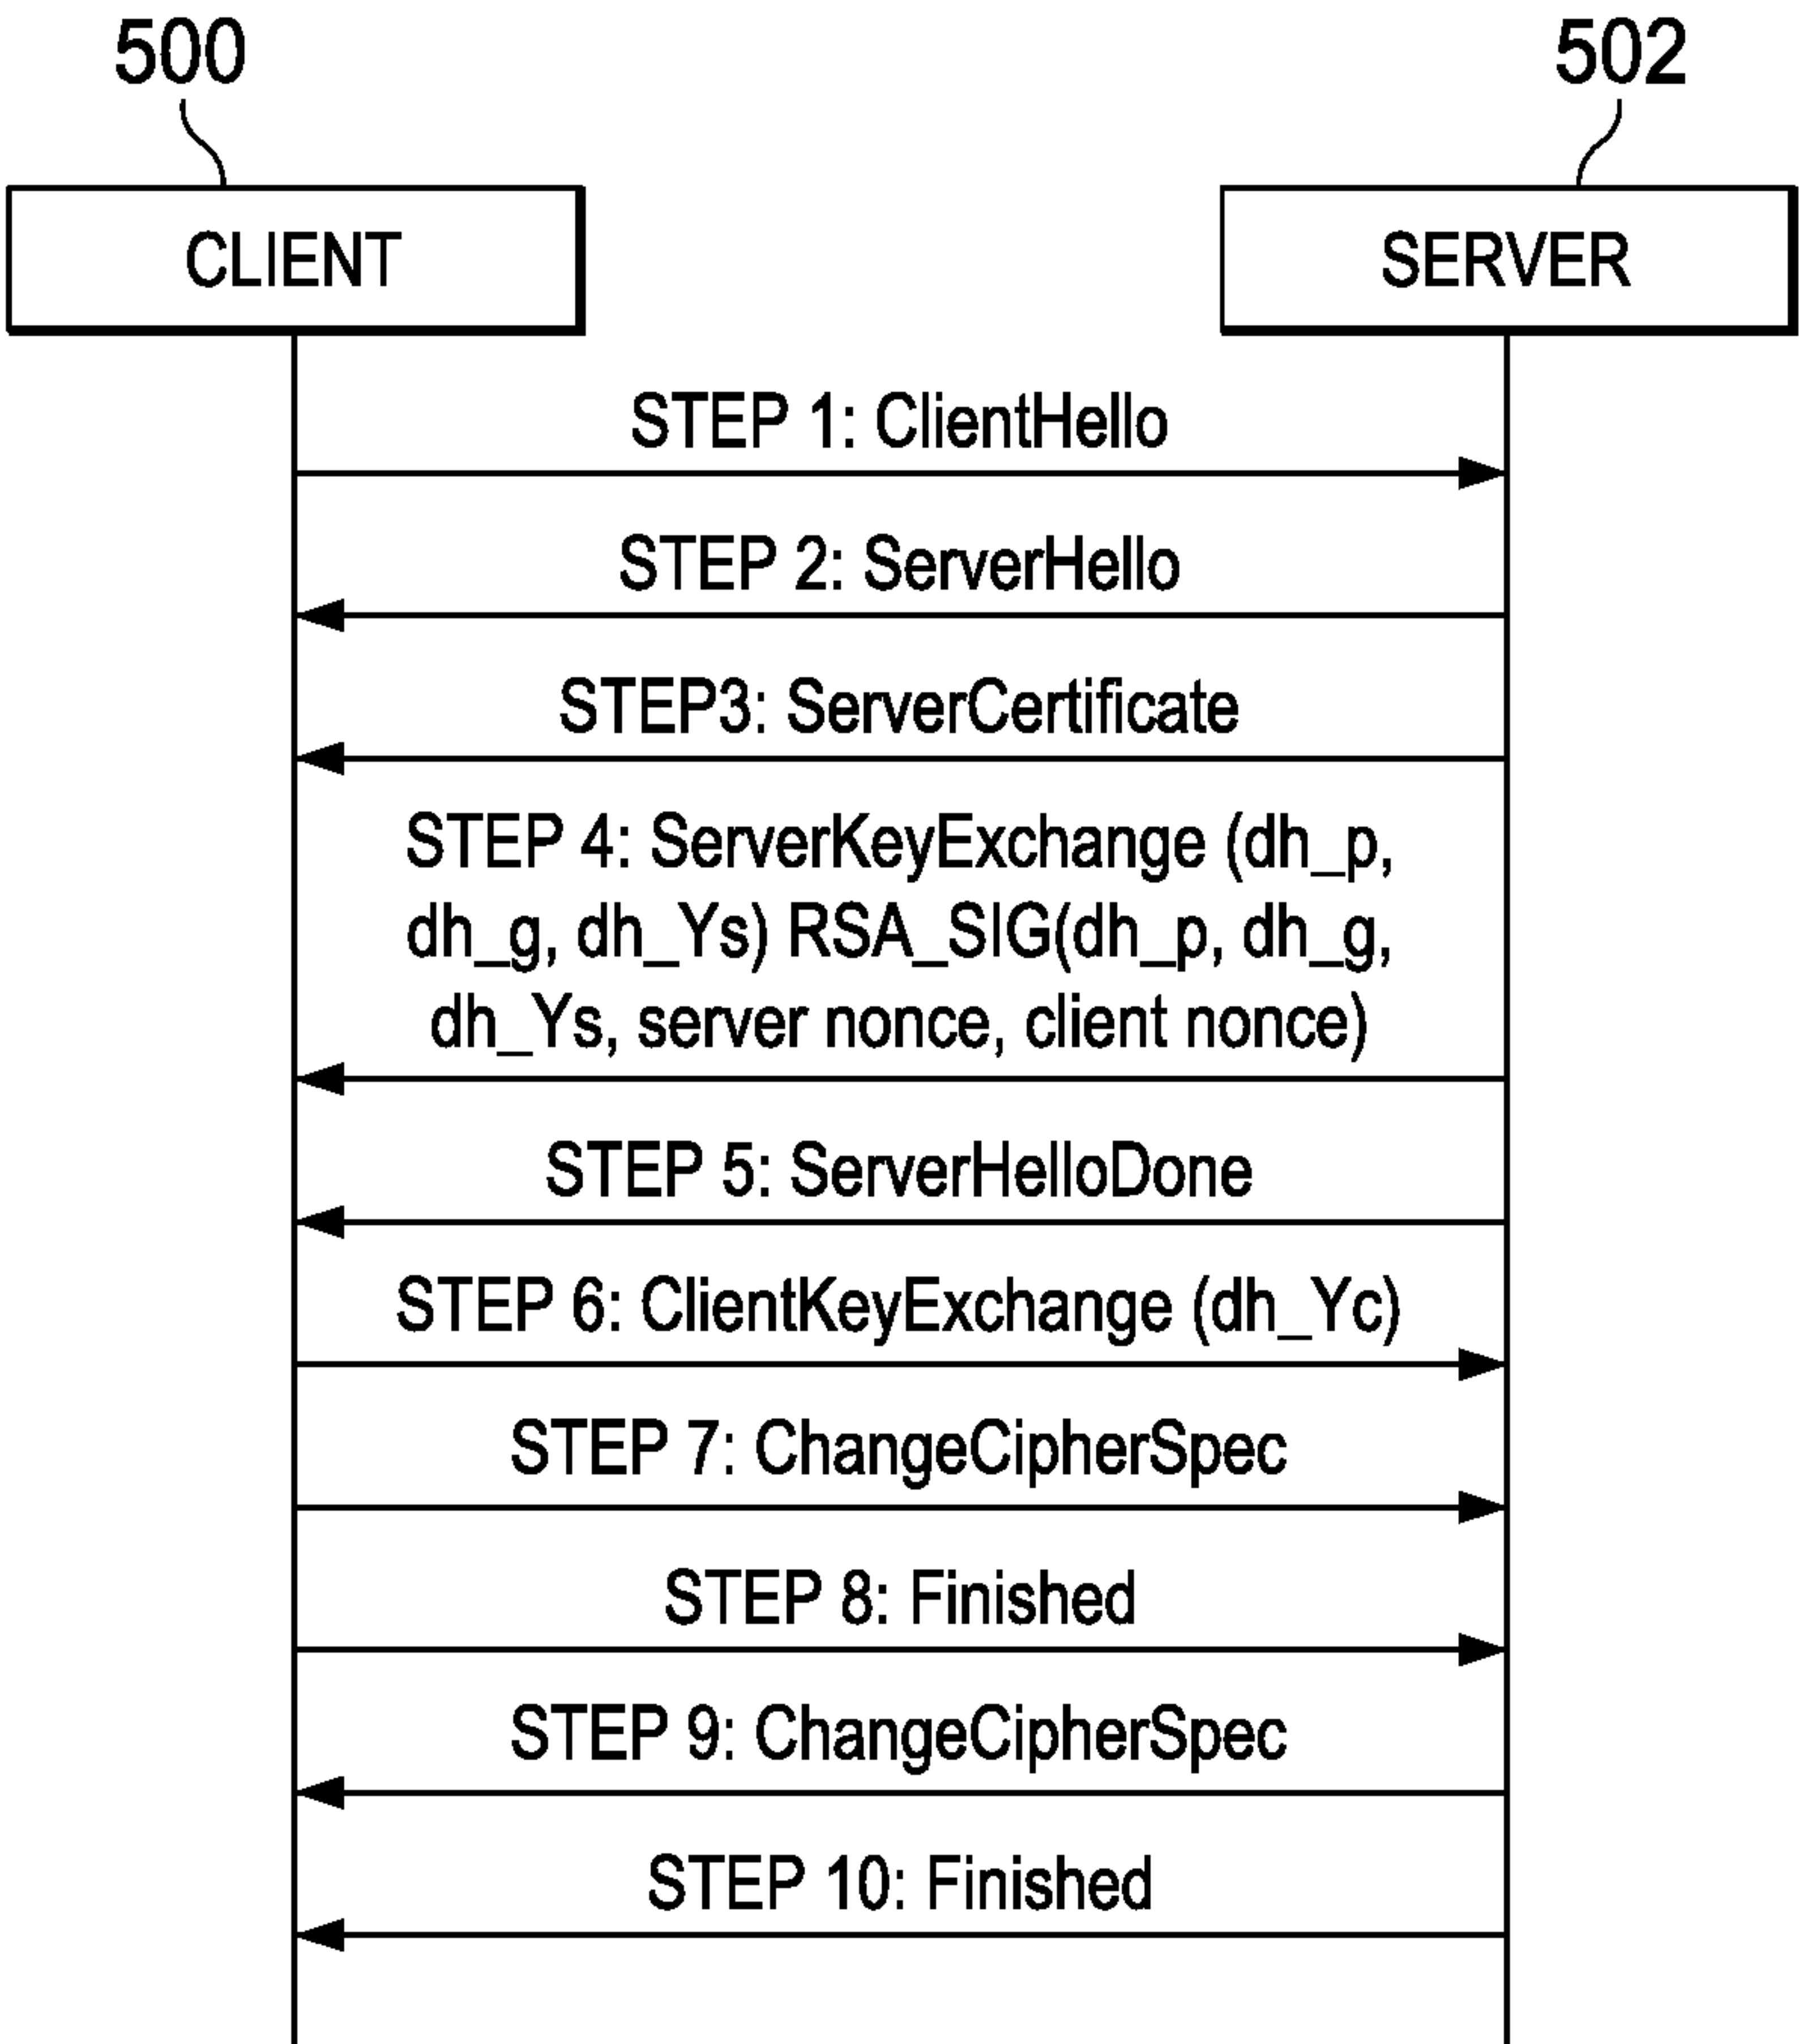 500
502
CLIENT
SERVER
STEP 1: ClientHello
STEP 2: ServerHello
STEP3: ServerCertificate
STEP 4: ServerKeyExchange (dh_p,
dh_g, dh_Ys) RSA_SIG(dh_p, dh_g,
dh_Ys, server nonce, client nonce)
STEP 5: ServerHelloDone
STEP 6: ClientKeyExchange (dh_Yc)
STEP 7: ChangeCipherSpec
STEP 8: Finished
STEP 9: ChangeCipherSpec
STEP 10: Finished